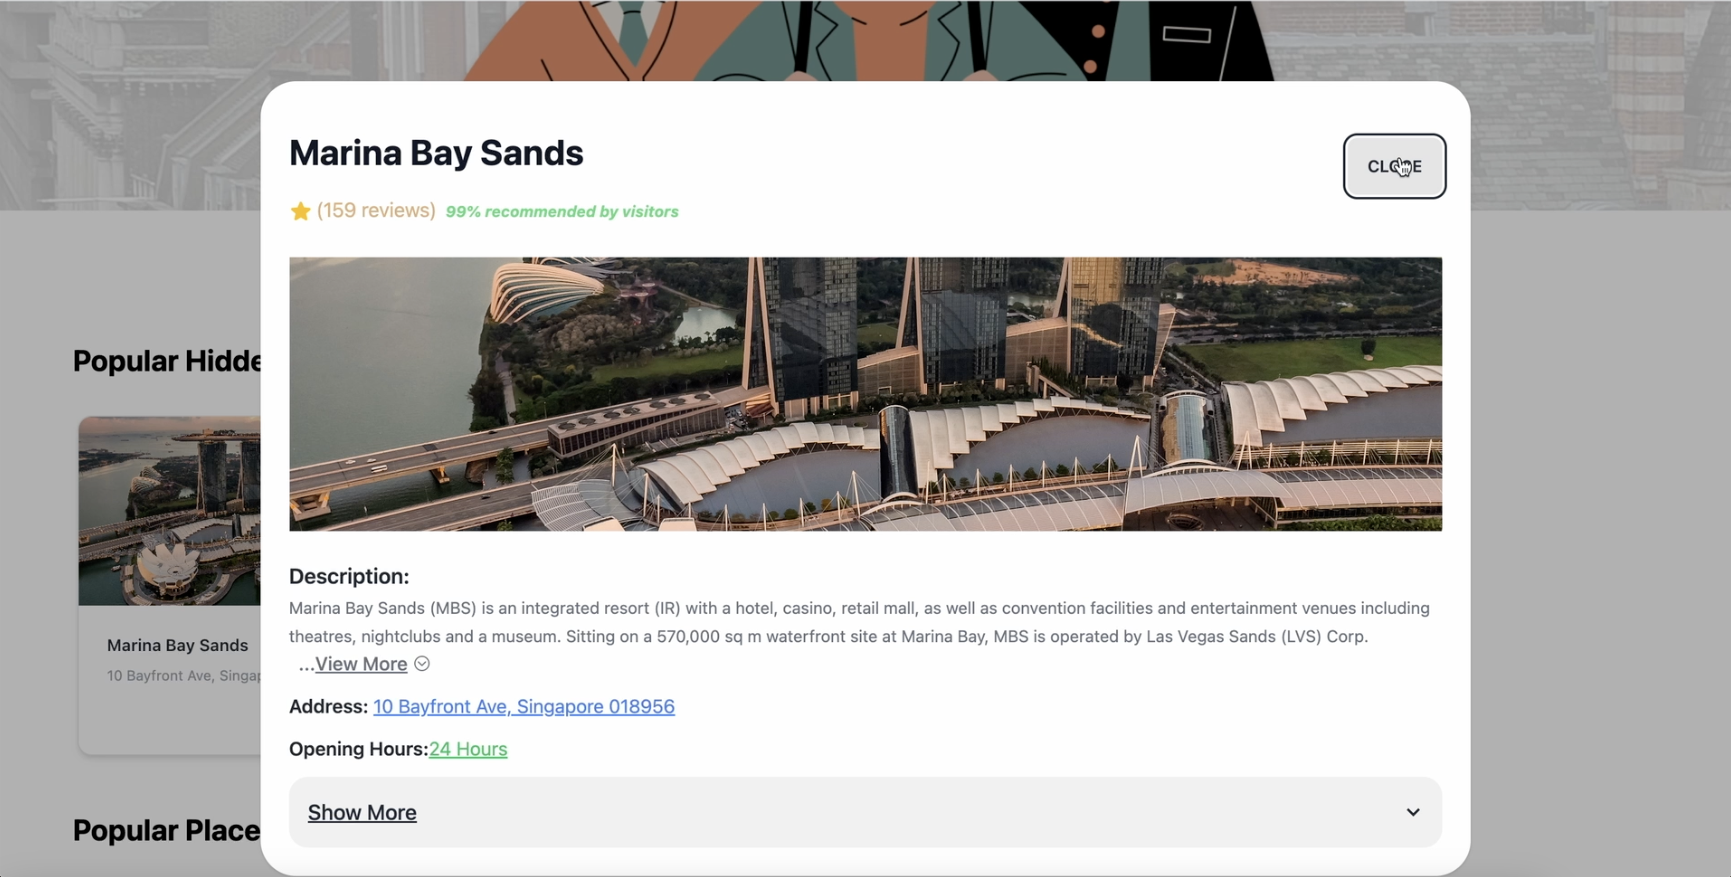 Marina Bay Sands
CLOSE
(159 reviews) 99% recommended by visitors
Popular Hidde
Description:
Marina Bay Sands (MBS) is an integrated resort (IR) with a hotel, casino, retail mall, as well as convention facilities and entertainment venues including
theatres, nightclubs and a museum. Sitting on a 570,000 sq m waterfront site at Marina Bay, MBS is operated by Las Vegas Sands (LVS) Corp.
...View More
Marina Bay Sands
10 Bayfront Ave, Singap
Address: 10 Bayfront Ave, Singapore 018956
Opening Hours:24 Hours
Show More
Popular Place